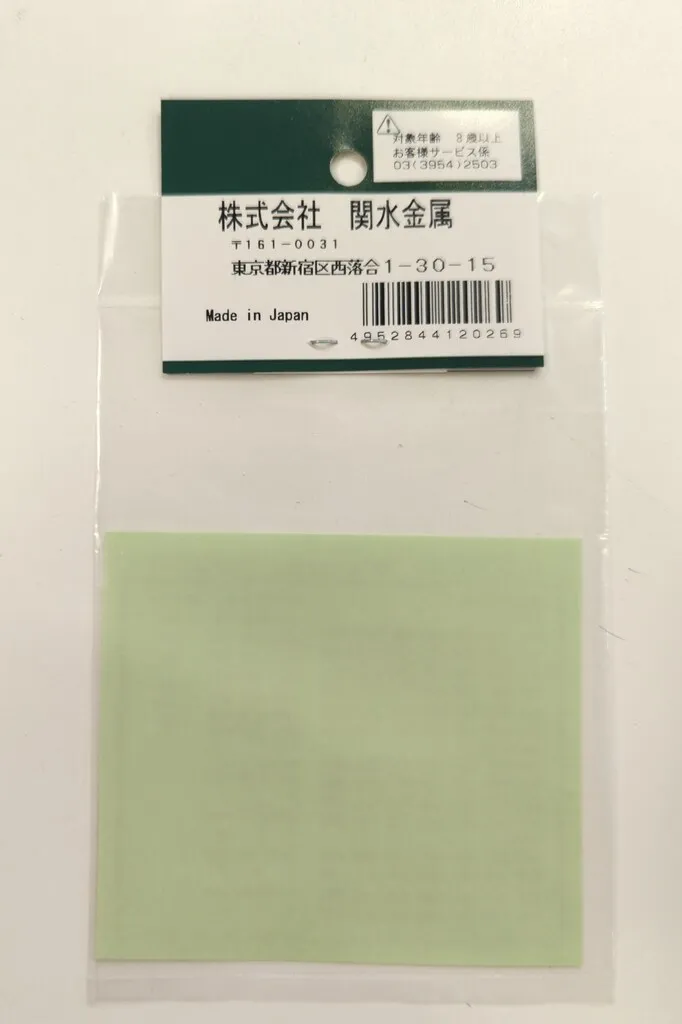 対象年齢 8歳以上
お客様サービス係
03(3954)2503
株式会社 関水金属
〒161-0031
東京都新宿区西落合1-30-15
Made in Japan
4952844120269